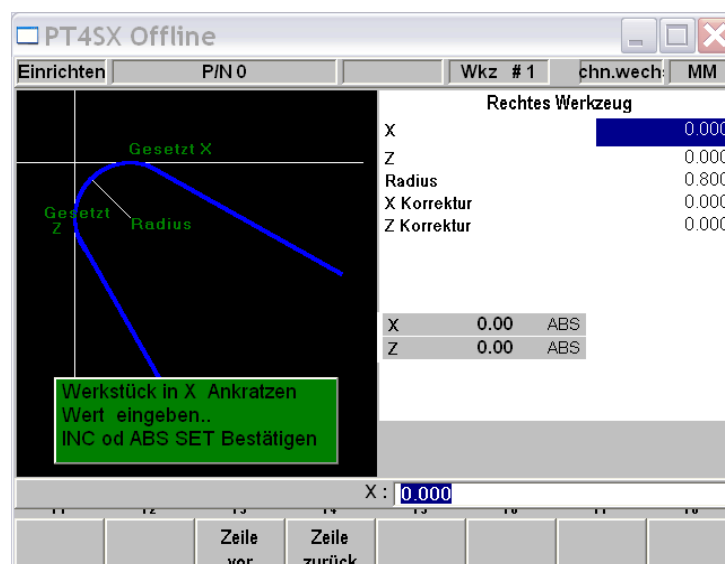 PT4SX Offline
Einrichten P/N 0 Wkz # 1 chn.wech: MM
Rechtes Werkzeug
X 0.000
Z 0.000
Radius 0.800
X Korrektur 0.000
Z Korrektur 0.000
Gesetzt X
Gesetzt
Z
Radius
X 0.00 ABS
Z 0.00 ABS
Werkstück in X Ankratzen
Wert eingeben..
INC od ABS SET Bestätigen
X : 0.000
Zeile
vor
Zeile
zurück